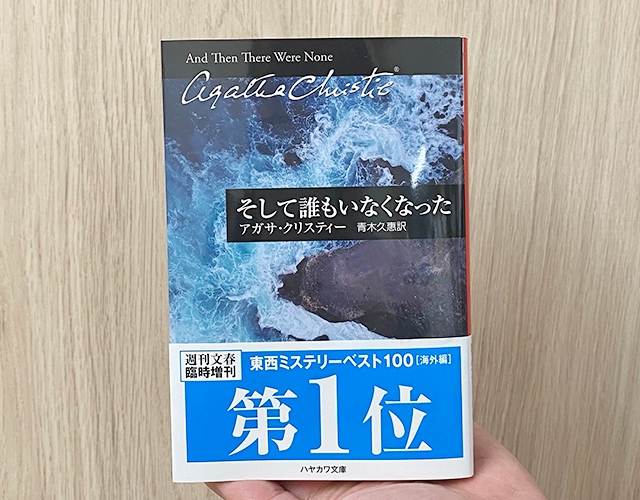 And Then There Were None
Agatha Christie®
そして誰もいなくなった
アガサ・クリスティー 青木久惠訳
週刊文春
臨時増刊
東西ミステリーベスト100[海外編]
第1位
ハヤカワ文庫